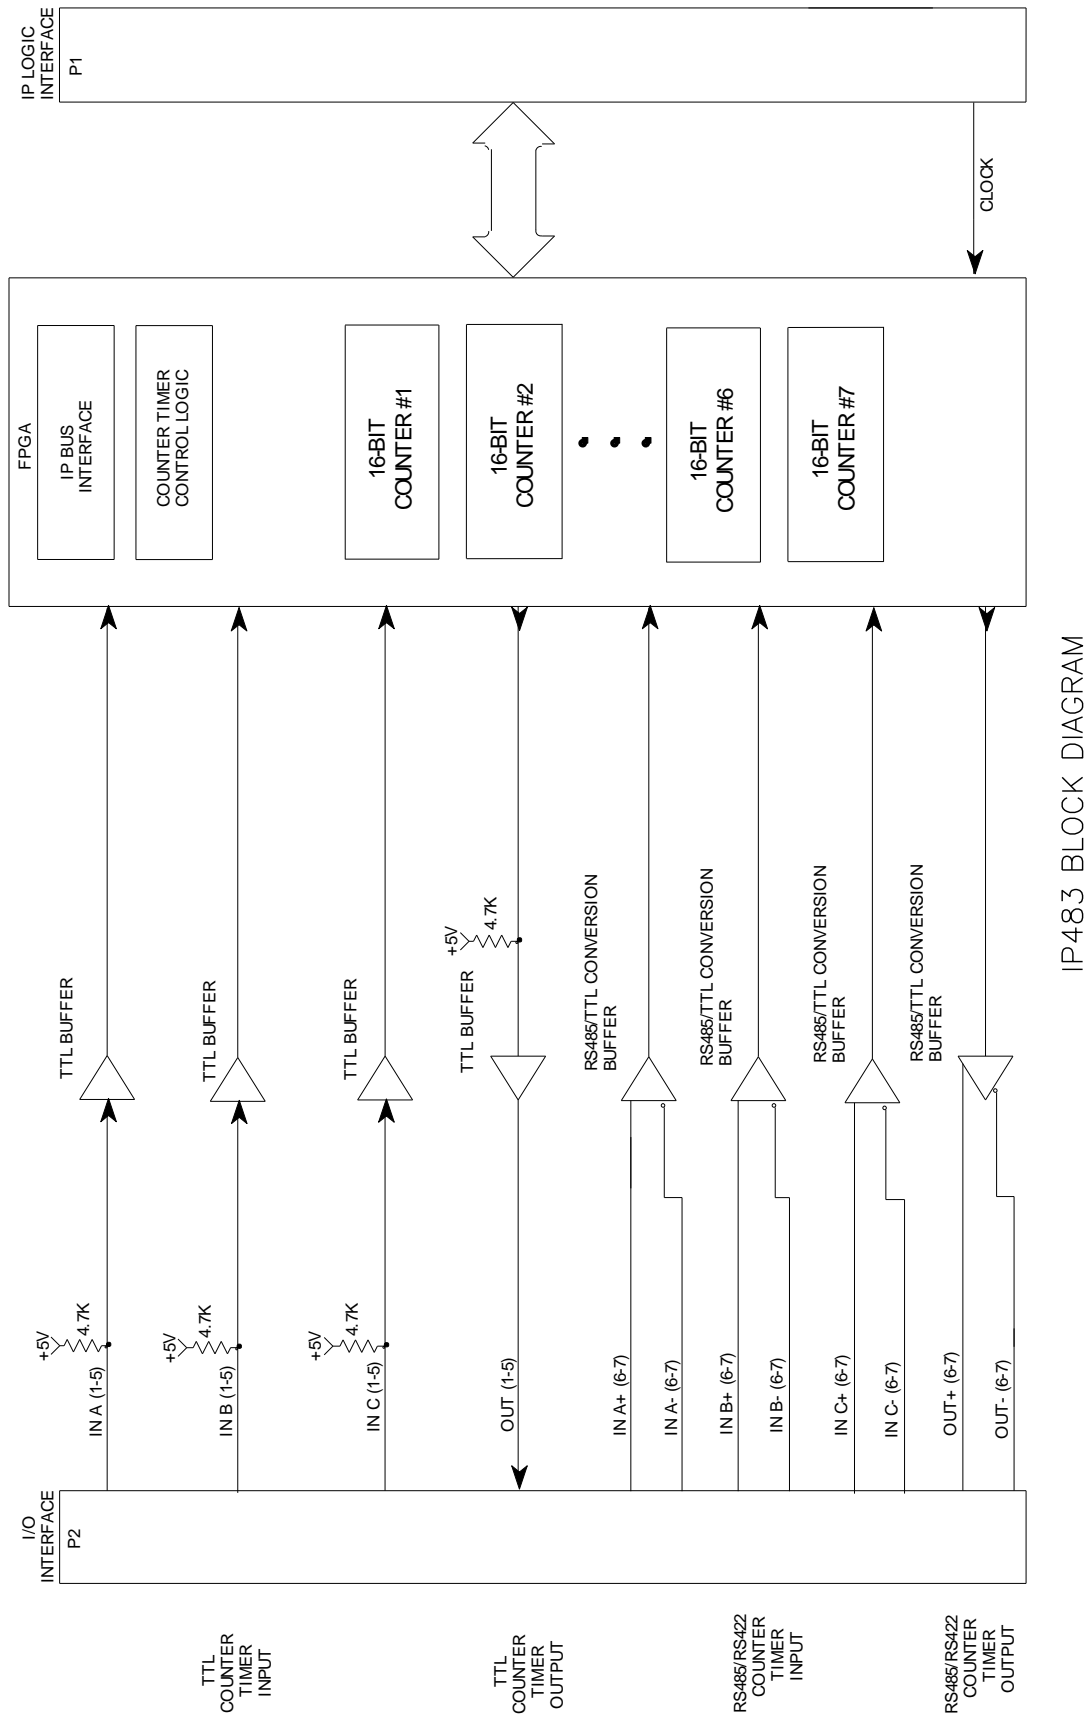 I/O
INTERFACE
P2
TTL
COUNTER
TIMER
INPUT
TTL
COUNTER
TIMER
OUTPUT
RS485/RS422
COUNTER
TIMER
INPUT
RS485/RS422
COUNTER
TIMER
OUTPUT
IN A (1-5)
+5V
4.7K
TTL BUFFER
IN B (1-5)
+5V
4.7K
TTL BUFFER
IN C (1-5)
+5V
4.7K
TTL BUFFER
OUT (1-5)
TTL BUFFER
+5V
4.7K
IN A+ (6-7)
IN A- (6-7)
RS485/TTL CONVERSION
BUFFER
IN B+ (6-7)
IN B- (6-7)
RS485/TTL CONVERSION
BUFFER
IN C+ (6-7)
IN C- (6-7)
RS485/TTL CONVERSION
BUFFER
OUT+ (6-7)
OUT- (6-7)
RS485/TTL CONVERSION
BUFFER
FPGA
IP BUS
INTERFACE
COUNTER TIMER
CONTROL LOGIC
16-BIT
COUNTER #1
16-BIT
COUNTER #2
16-BIT
COUNTER #6
16-BIT
COUNTER #7
CLOCK
IP LOGIC
INTERFACE
P1
IP483 BLOCK DIAGRAM